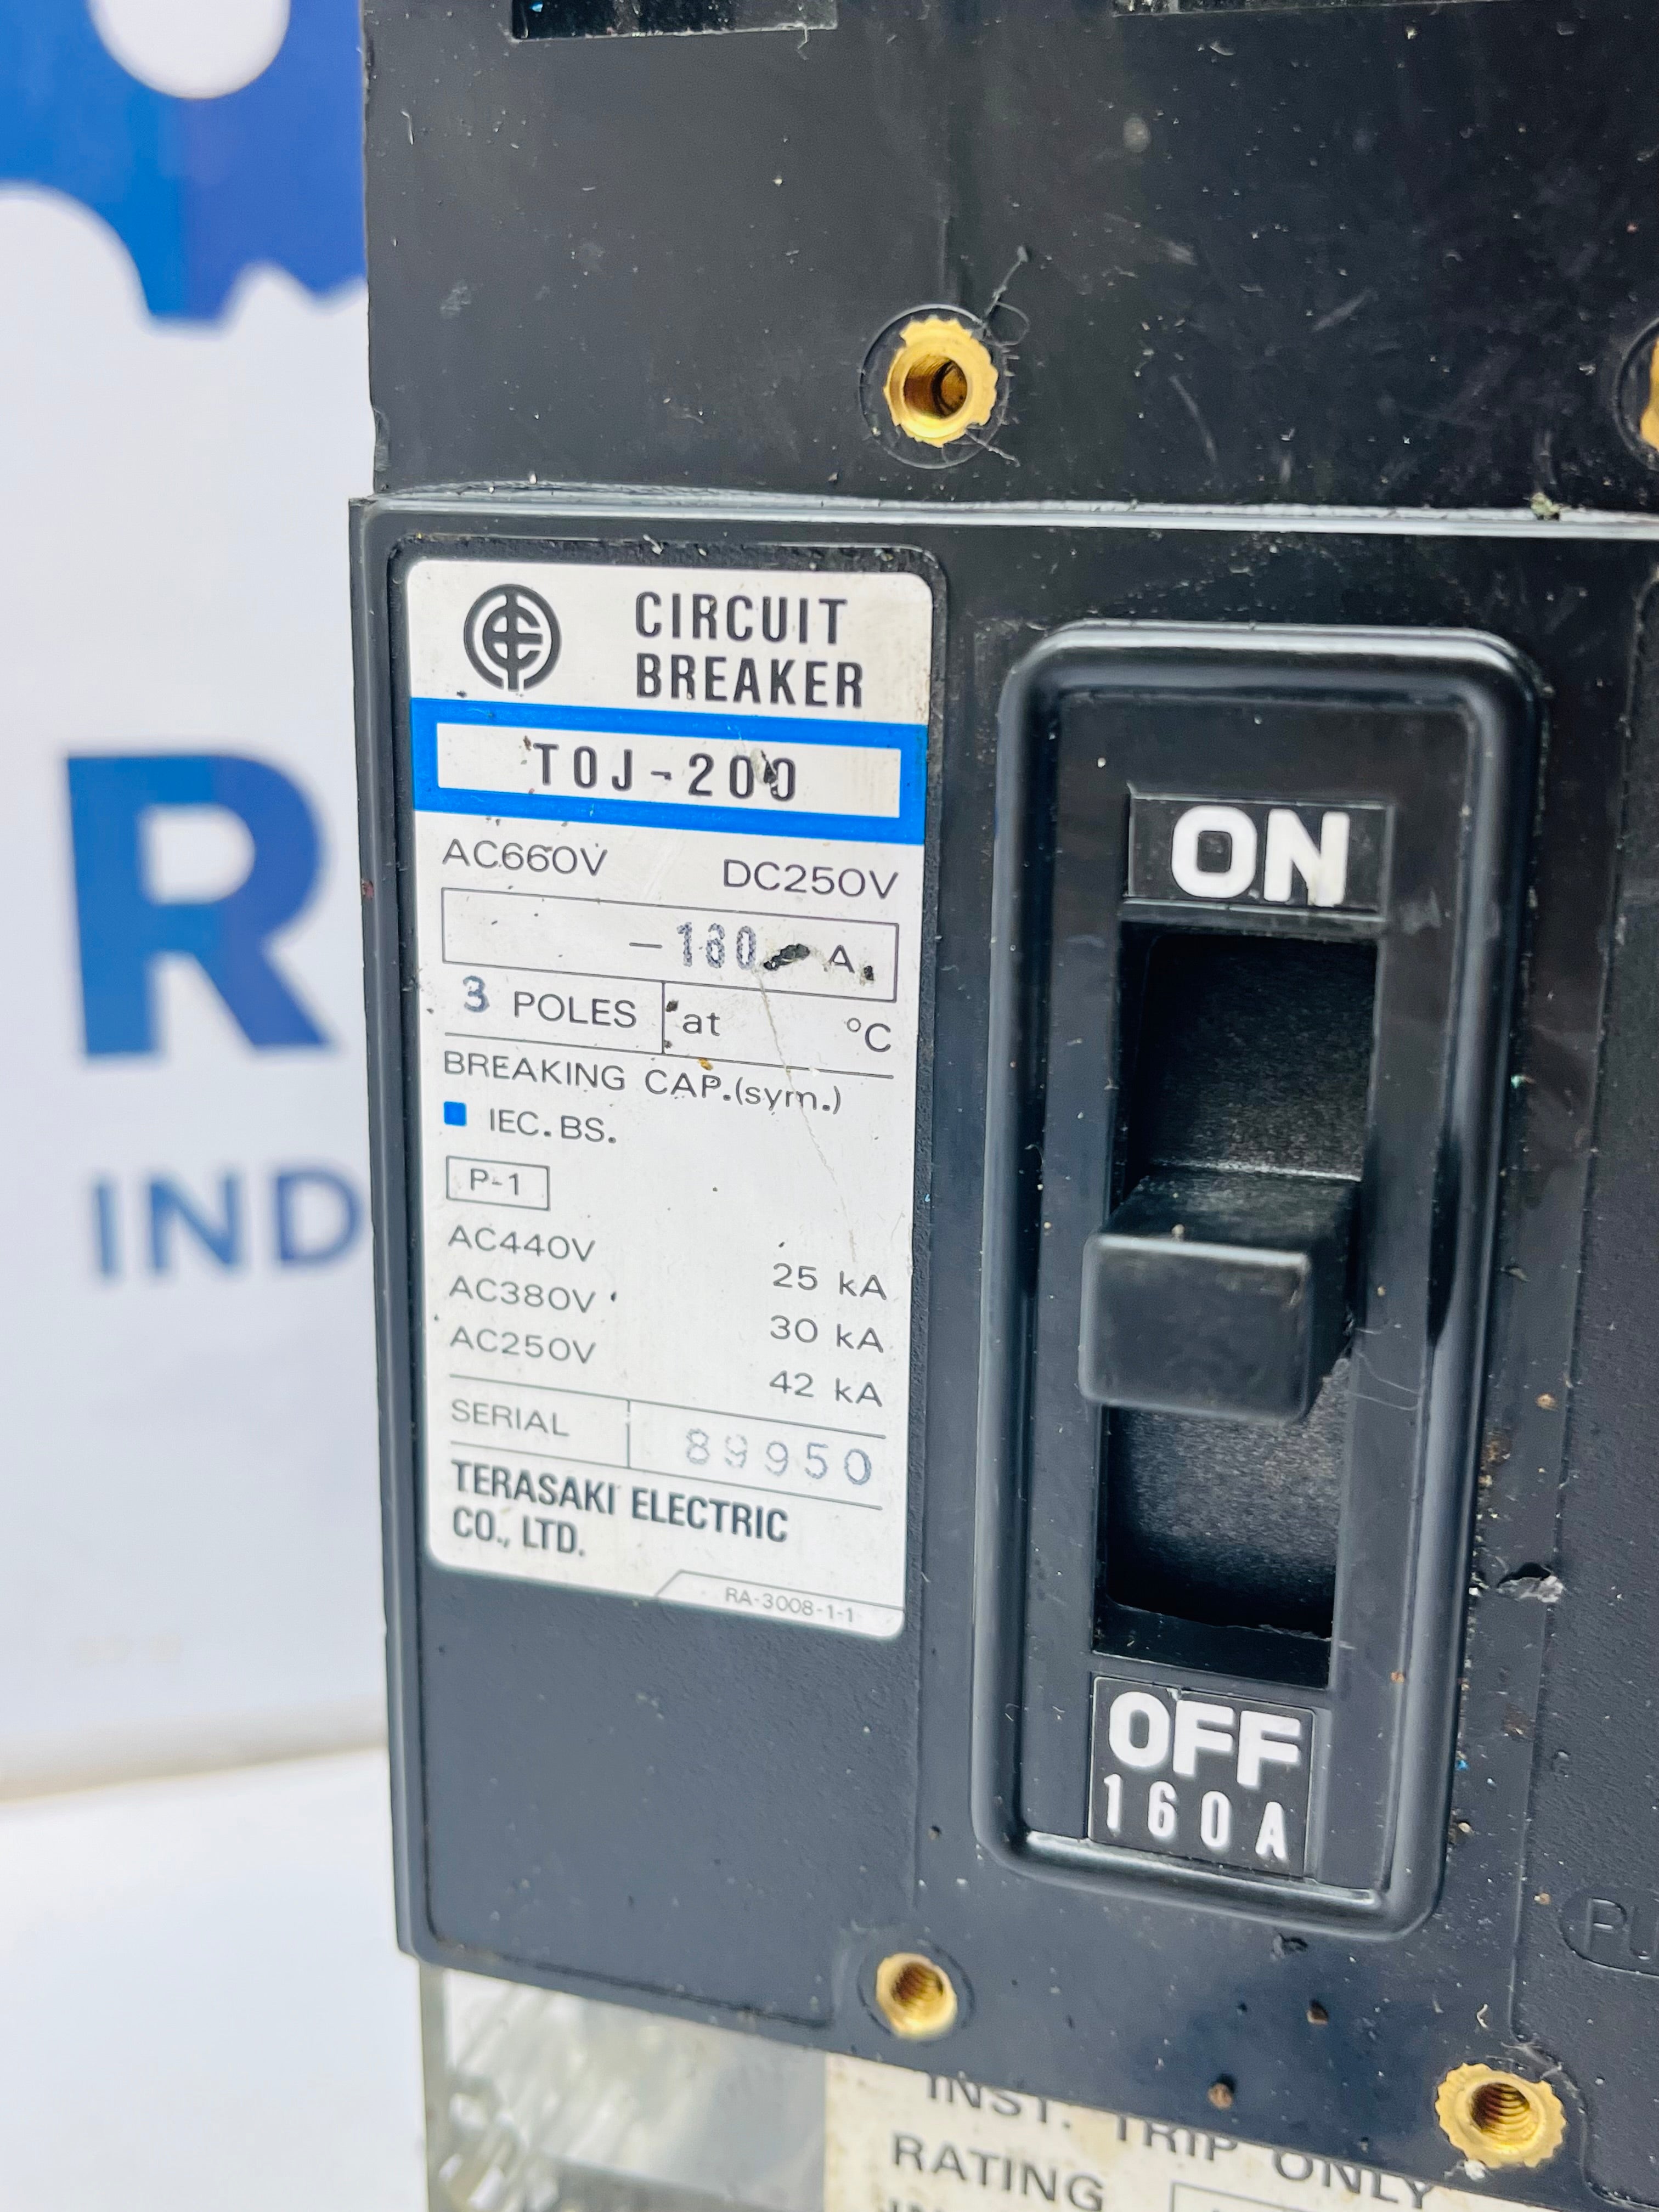 R
IND
CIRCUIT
BREAKER
TOJ-200
AC660V DC250V
-160 A.
3 POLES at °C
BREAKING CAP.(sym.)
IEC.BS.
P-1
AC440V 25 kA
AC380V 30 kA
AC250V 42 kA
SERIAL 89950
TERASAKI ELECTRIC
CO., LTD.
RA-3008-1-1
ON
OFF
160A
PU
INST. TRIP ONLY
RATING